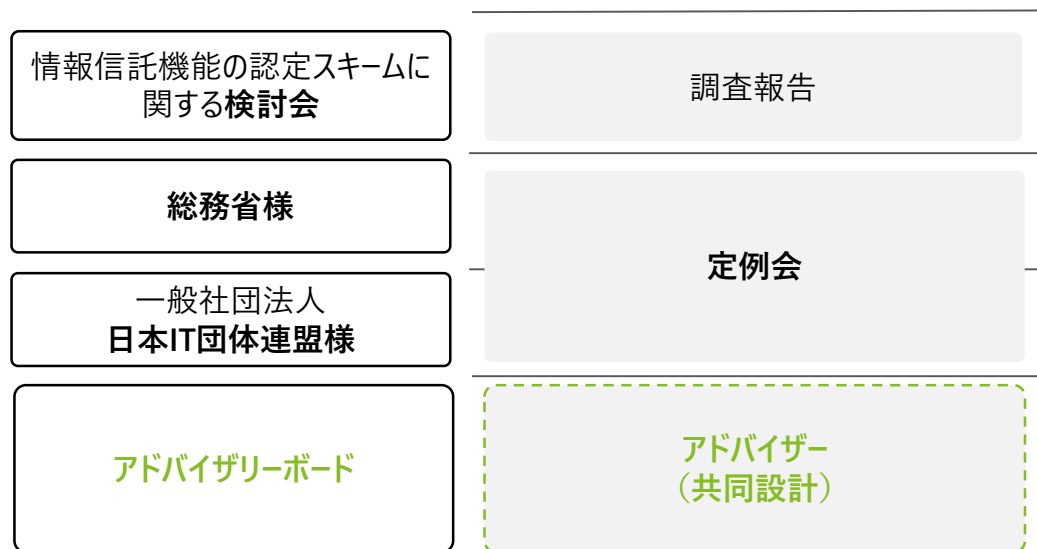 情報信託機能の認定スキームに
関する検討会
調査報告
総務省様
定例会
一般社団法人
日本IT団体連盟様
アドバイザリーボード
アドバイザー
（共同設計）